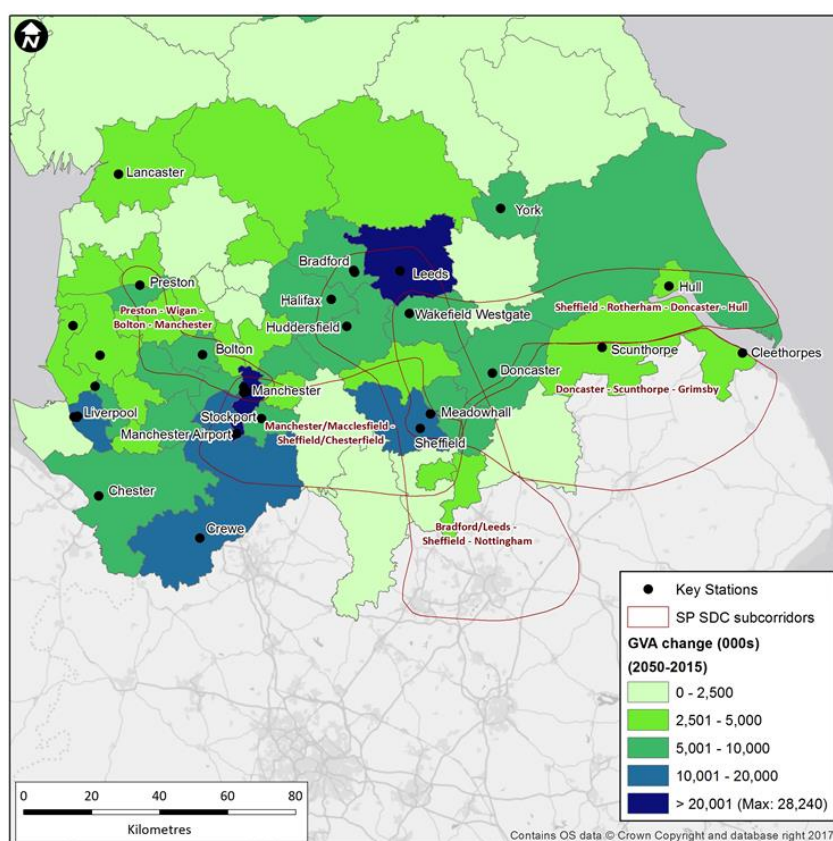 N
Lancaster
York
Bradford
Leeds
Preston
Halifax
Hull
Preston - Wigan -
Bolton - Manchester
Sheffield - Rotherham - Doncaster - Hull
Wakefield Westgate
Huddersfield
Bolton
Scunthorpe
Cleethorpes
Doncaster
Manchester
Doncaster - Scunthorpe - Grimsby
Liverpool
Stockport
Meadowhall
Manchester/Macclesfield -
Sheffield/Chesterfield
Manchester Airport
Sheffield
Chester
Bradford/Leeds -
Sheffield - Nottingham
Crewe
Key Stations
SP SDC subcorridors
GVA change (000s)
(2050-2015)
0 - 2,500
2,501 - 5,000
5,001 - 10,000
10,001 - 20,000
> 20,001 (Max: 28,240)
0 20 40 60 80
Kilometres
Contains OS data © Crown Copyright and database right 2017